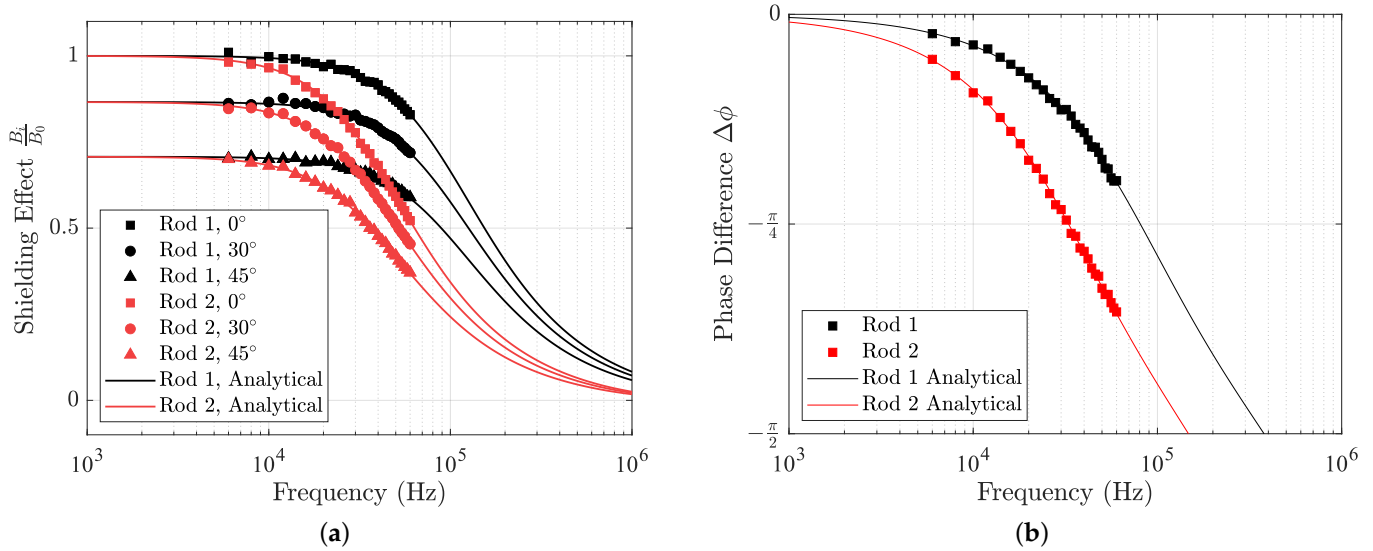 Shielding Effect B_i/B_0
1
0.5
0
Rod 1, 0°
Rod 1, 30°
Rod 1, 45°
Rod 2, 0°
Rod 2, 30°
Rod 2, 45°
Rod 1, Analytical
Rod 2, Analytical
10^3 10^4 10^5 10^6
Frequency (Hz)
(a)
Phase Difference Δϕ
0
−π/4
−π/2
Rod 1
Rod 2
Rod 1 Analytical
Rod 2 Analytical
10^3 10^4 10^5 10^6
Frequency (Hz)
(b)